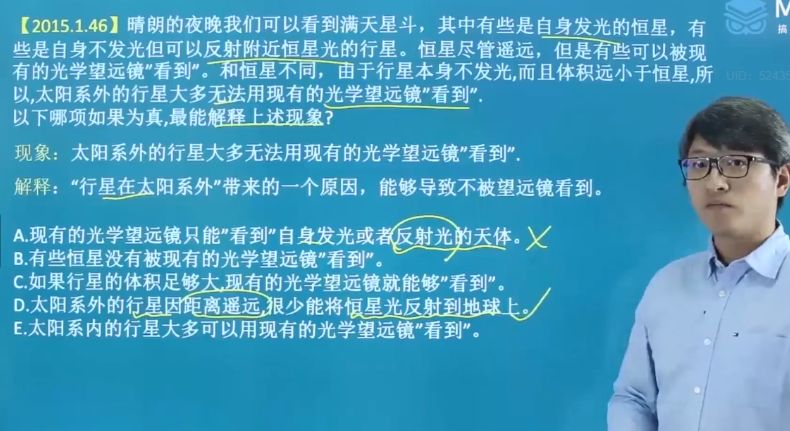 【2015.1.46】晴朗的夜晚我们可以看到满天星斗，其中有些是自身发光的恒星，有
些是自身不发光但可以反射附近恒星光的行星。恒星尽管遥远，但是有些可以被现
有的光学望远镜"看到"。和恒星不同，由于行星本身不发光,而且体积远小于恒星,所
以,太阳系外的行星大多无法用现有的光学望远镜"看到".
以下哪项如果为真,最能解释上述现象?
现象：太阳系外的行星大多无法用现有的光学望远镜"看到".
解释："行星在太阳系外"带来的一个原因，能够导致不被望远镜看到。
A.现有的光学望远镜只能"看到"自身发光或者反射光的天体。
B.有些恒星没有被现有的光学望远镜"看到"。
C.如果行星的体积足够大,现有的光学望远镜就能够"看到"。
D.太阳系外的行星因距离遥远,很少能将恒星光反射到地球上。
E.太阳系内的行星大多可以用现有的光学望远镜"看到"。
M
搞